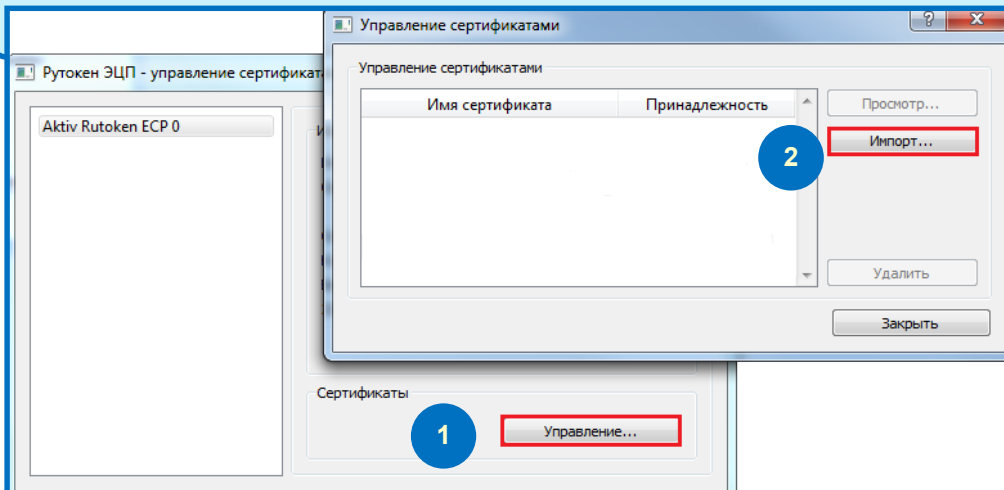 Управление сертификатами
Рутокен ЭЦП - управление сертификат
Управление сертификатами
Имя сертификата
Принадлежность
Просмотр...
Aktiv Rutoken ECP 0
2
Импорт...
Удалить
Закрыть
Сертификаты
1
Управление...